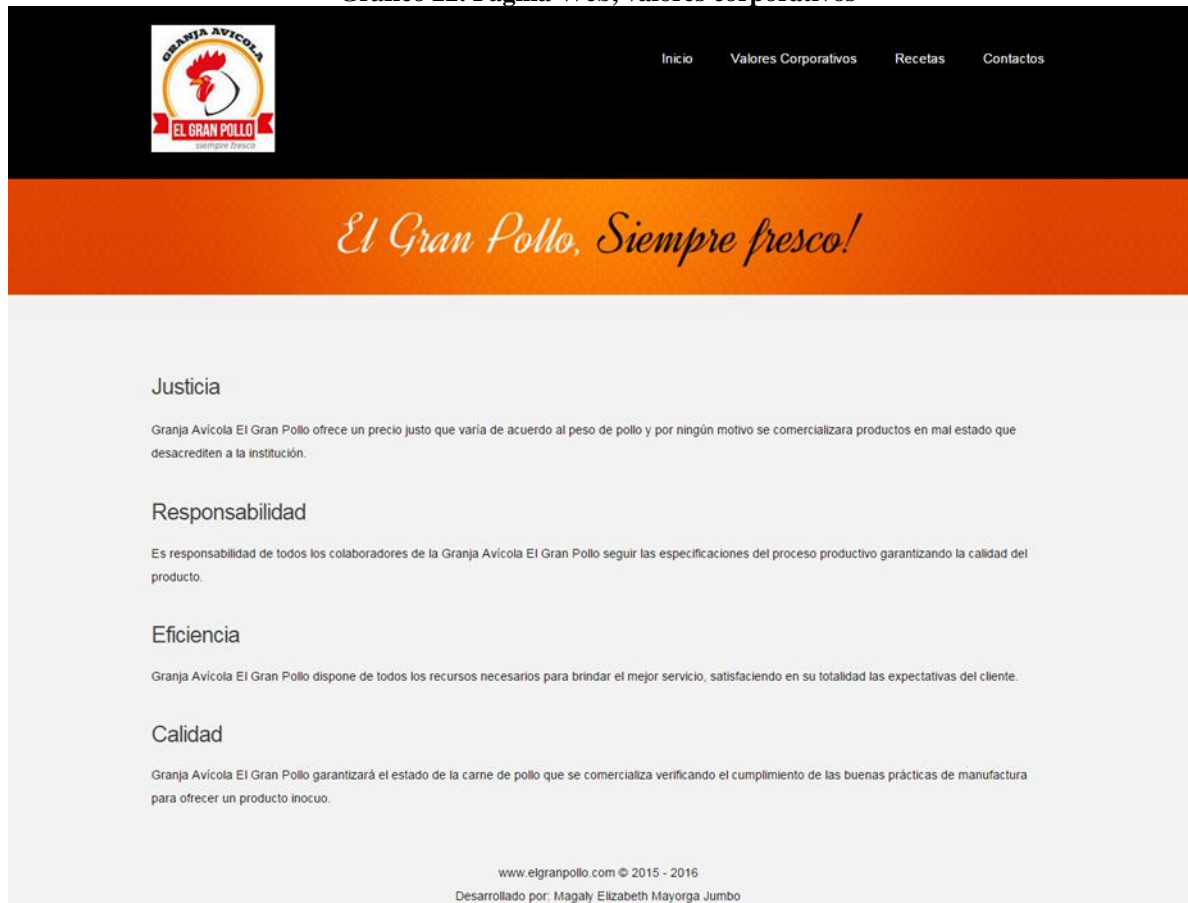 Gráfico 22. Página Web, valores corporativos
GRANJA AVICOLA
EL GRAN POLLO
siempre fresco
Inicio Valores Corporativos Recetas Contactos
El Gran Pollo, Siempre fresco!
Justicia
Granja Avícola El Gran Pollo ofrece un precio justo que varía de acuerdo al peso de pollo y por ningún motivo se comercializara productos en mal estado que
desacrediten a la institución.
Responsabilidad
Es responsabilidad de todos los colaboradores de la Granja Avícola El Gran Pollo seguir las especificaciones del proceso productivo garantizando la calidad del
producto.
Eficiencia
Granja Avícola El Gran Pollo dispone de todos los recursos necesarios para brindar el mejor servicio, satisfaciendo en su totalidad las expectativas del cliente.
Calidad
Granja Avícola El Gran Pollo garantizará el estado de la carne de pollo que se comercializa verificando el cumplimiento de las buenas prácticas de manufactura
para ofrecer un producto inocuo.
www.elgranpollo.com © 2015 - 2016
Desarrollado por: Magaly Elizabeth Mayorga Jumbo